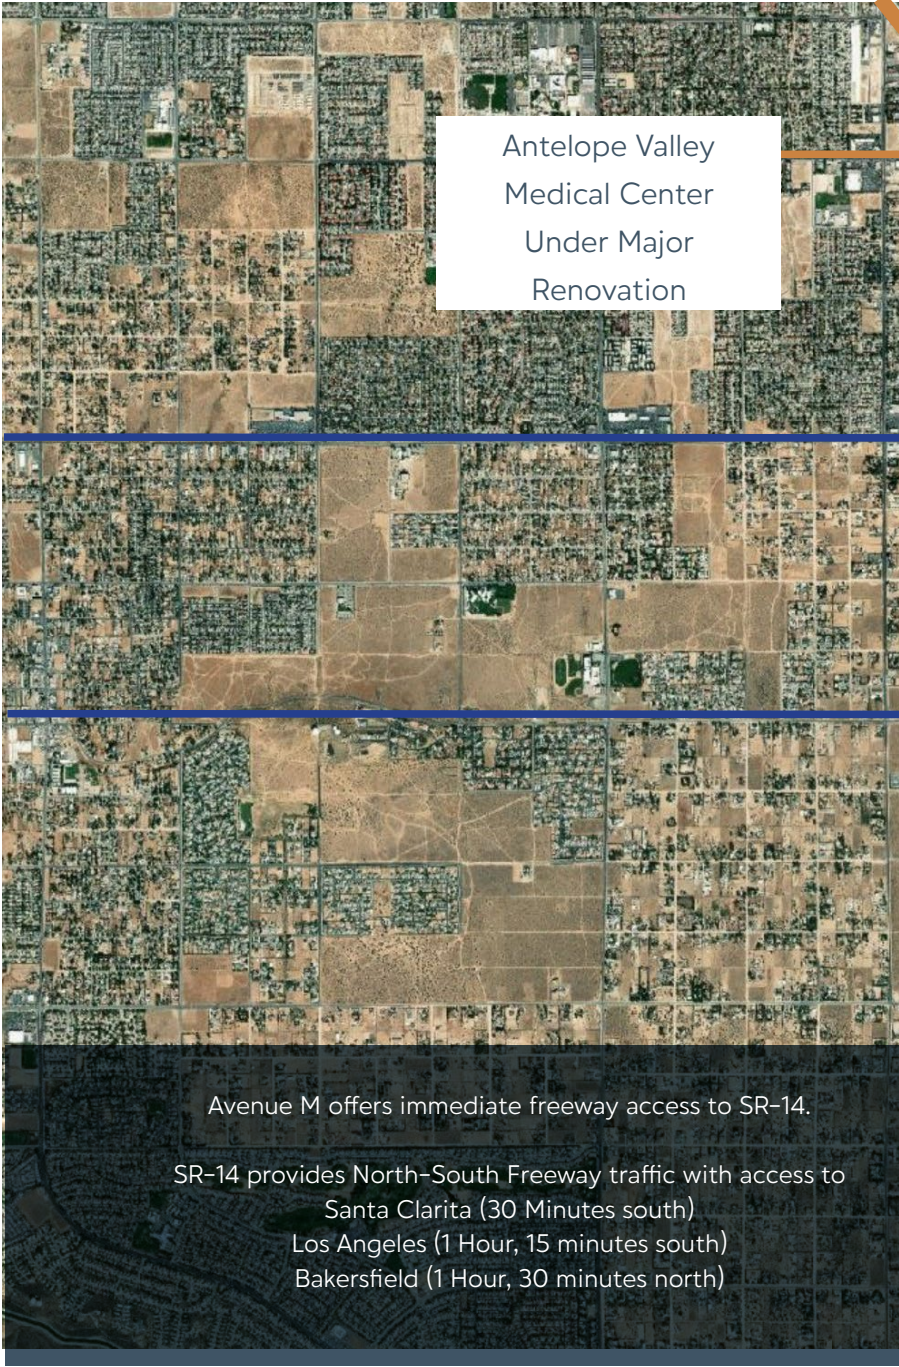 Antelope Valley
Medical Center
Under Major
Renovation
Avenue M offers immediate freeway access to SR-14.
SR-14 provides North-South Freeway traffic with access to
Santa Clarita (30 Minutes south)
Los Angeles (1 Hour, 15 minutes south)
Bakersfield (1 Hour, 30 minutes north)